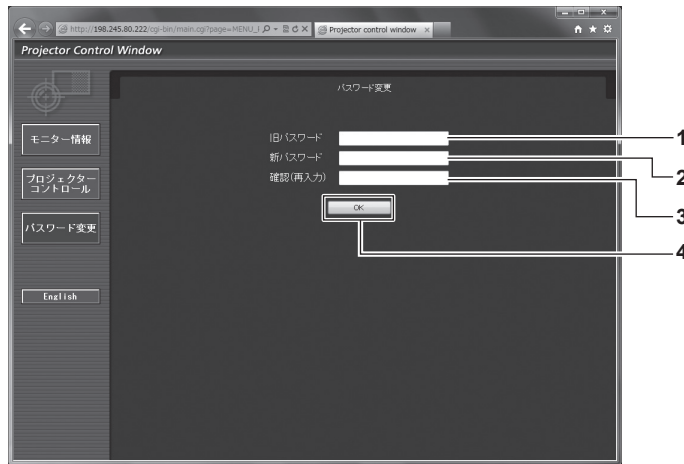 http://198.245.80.222/cgi-bin/main.cgi?page=MENU_I
Projector control window
Projector Control Window
パスワード変更
モニター情報
プロジェクター
コントロール
パスワード変更
English
旧パスワード
新パスワード
確認(再入力)
OK
1
2
3
4